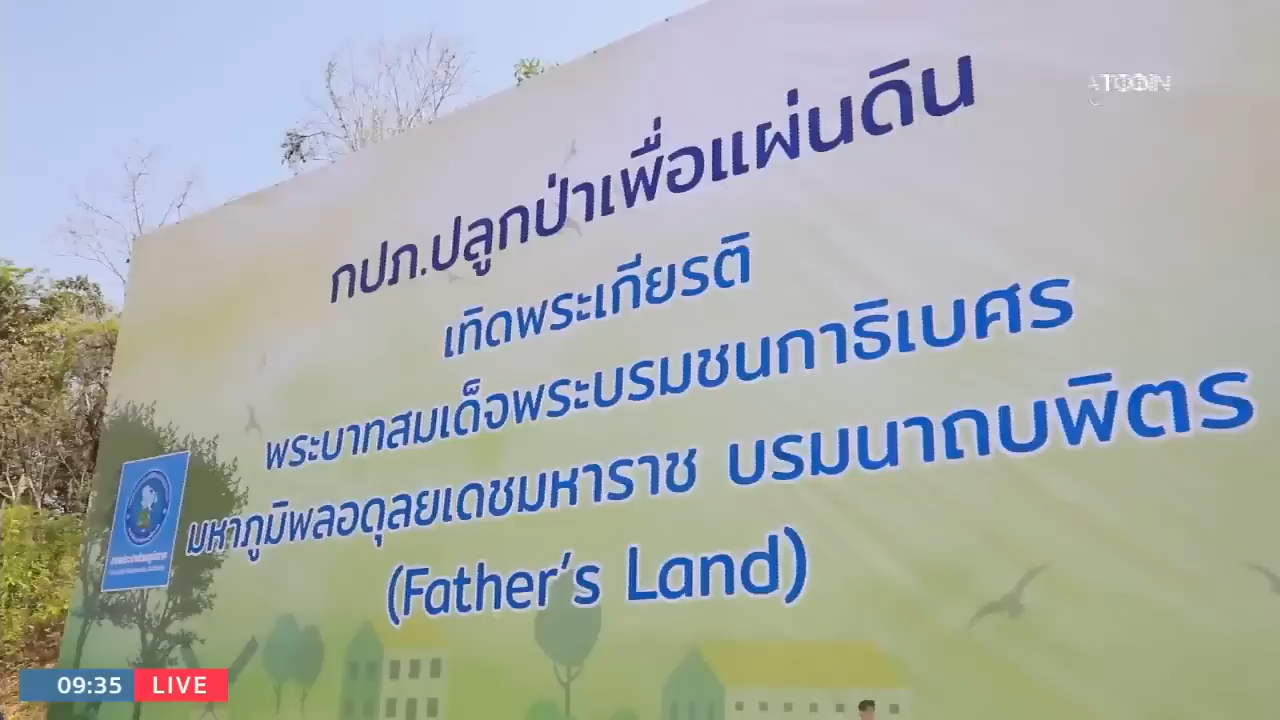 กปภ.ปลูกป่าเพื่อแผ่นดิน
เทิดพระเกียรติ
พระบาทสมเด็จพระบรมชนกาธิเบศร
มหาภูมิพลอดุลยเดชมหาราช บรมนาถบพิตร
(Father's Land)
09:35 LIVE